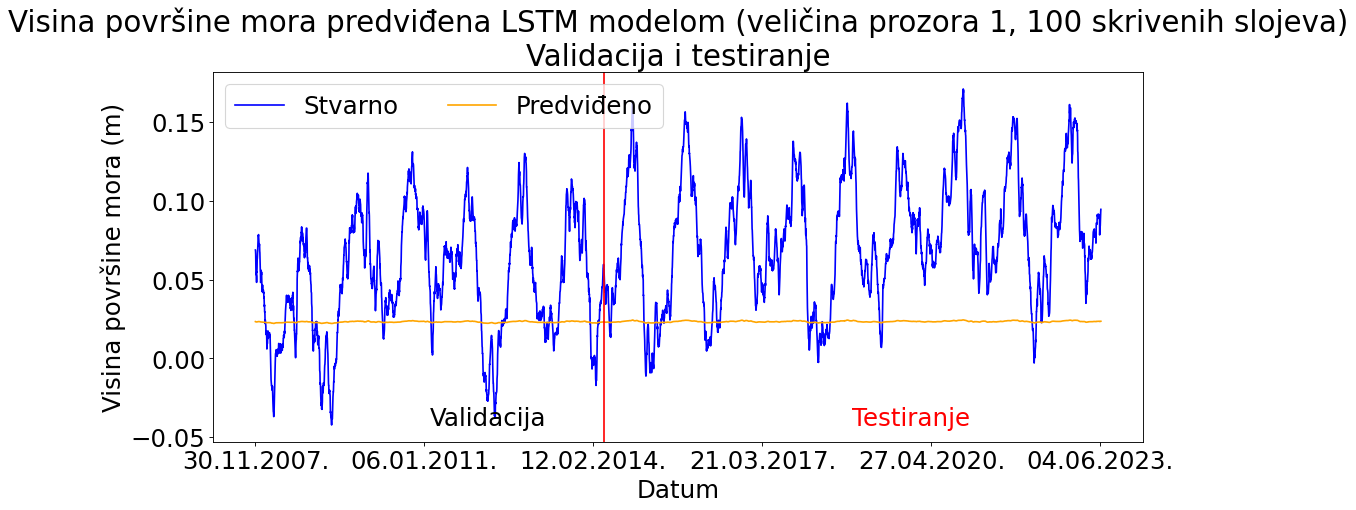 Visina površine mora predviđena LSTM modelom (veličina prozora 1, 100 skrivenih slojeva)
Validacija i testiranje
Stvarno
Predviđeno
Visina površine mora (m)
0.15
0.10
0.05
0.00
−0.05
Validacija
Testiranje
30.11.2007.
06.01.2011.
12.02.2014.
21.03.2017.
27.04.2020.
04.06.2023.
Datum